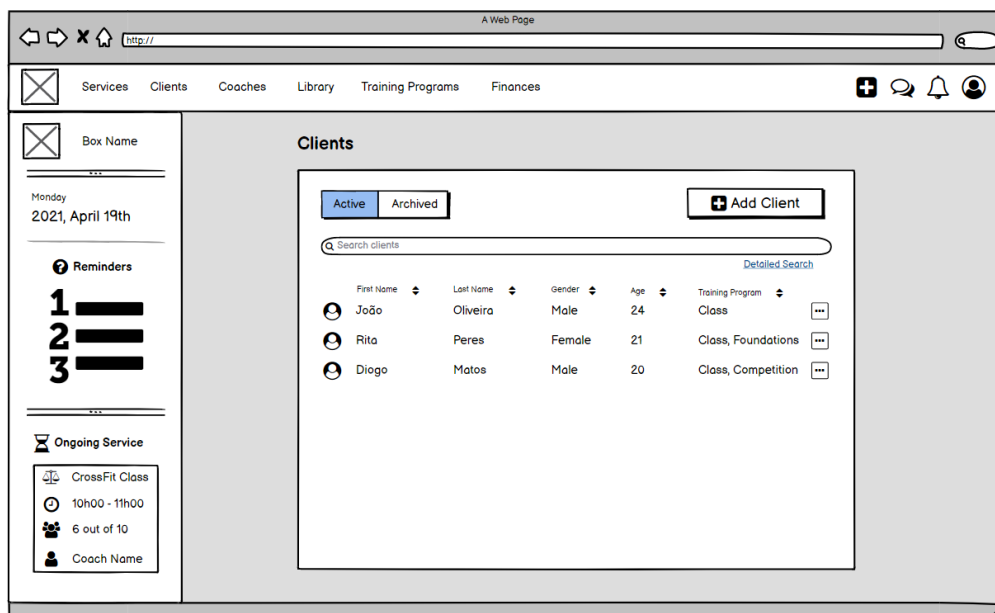 A Web Page
http://
Services Clients Coaches Library Training Programs Finances
Box Name
Monday
2021, April 19th
Reminders
1
2
3
Ongoing Service
CrossFit Class
10h00 - 11h00
6 out of 10
Coach Name
Clients
Active Archived
Add Client
Search clients
Detailed Search
First Name Last Name Gender Age Training Program
João Oliveira Male 24 Class
Rita Peres Female 21 Class, Foundations
Diogo Matos Male 20 Class, Competition